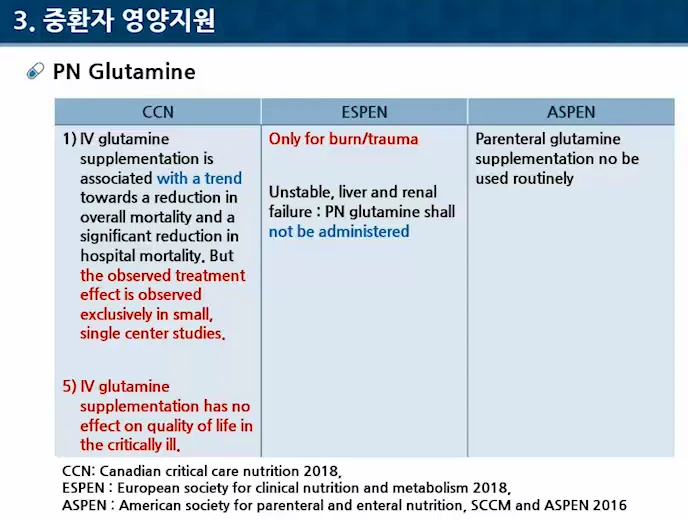 3. 중환자 영양지원
PN Glutamine
CCN
ESPEN
ASPEN
1) IV glutamine
supplementation is
associated with a trend
towards a reduction in
overall mortality and a
significant reduction in
hospital mortality. But
the observed treatment
effect is observed
exclusively in small,
single center studies.
5) IV glutamine
supplementation has no
effect on quality of life in
the critically ill.
Only for burn/trauma
Unstable, liver and renal
failure : PN glutamine shall
not be administered
Parenteral glutamine
supplementation no be
used routinely
CCN: Canadian critical care nutrition 2018,
ESPEN : European society for clinical nutrition and metabolism 2018,
ASPEN : American society for parenteral and enteral nutrition, SCCM and ASPEN 2016